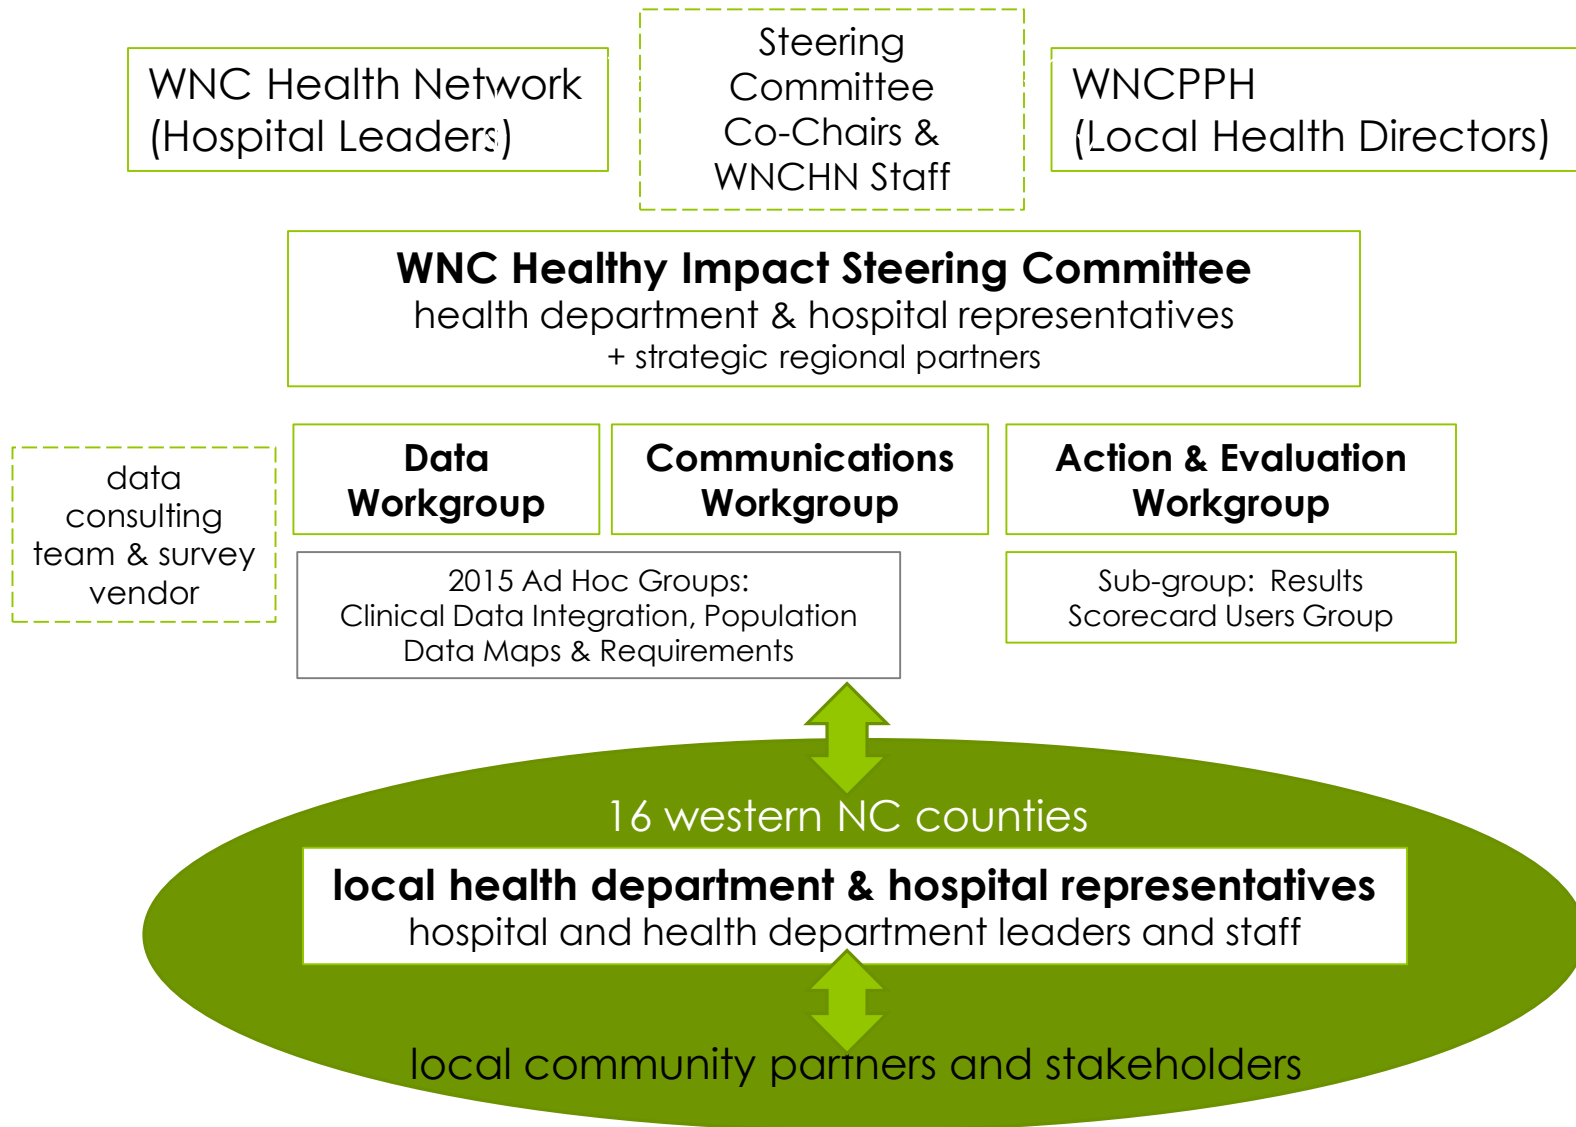 WNC Health Network
(Hospital Leaders)
Steering
Committee
Co-Chairs &
WNCHN Staff
WNCPPH
(Local Health Directors)
WNC Healthy Impact Steering Committee
health department & hospital representatives
+ strategic regional partners
data
consulting
team & survey
vendor
Data
Workgroup
Communications
Workgroup
Action & Evaluation
Workgroup
2015 Ad Hoc Groups:
Clinical Data Integration, Population
Data Maps & Requirements
Sub-group: Results
Scorecard Users Group
16 western NC counties
local health department & hospital representatives
hospital and health department leaders and staff
local community partners and stakeholders